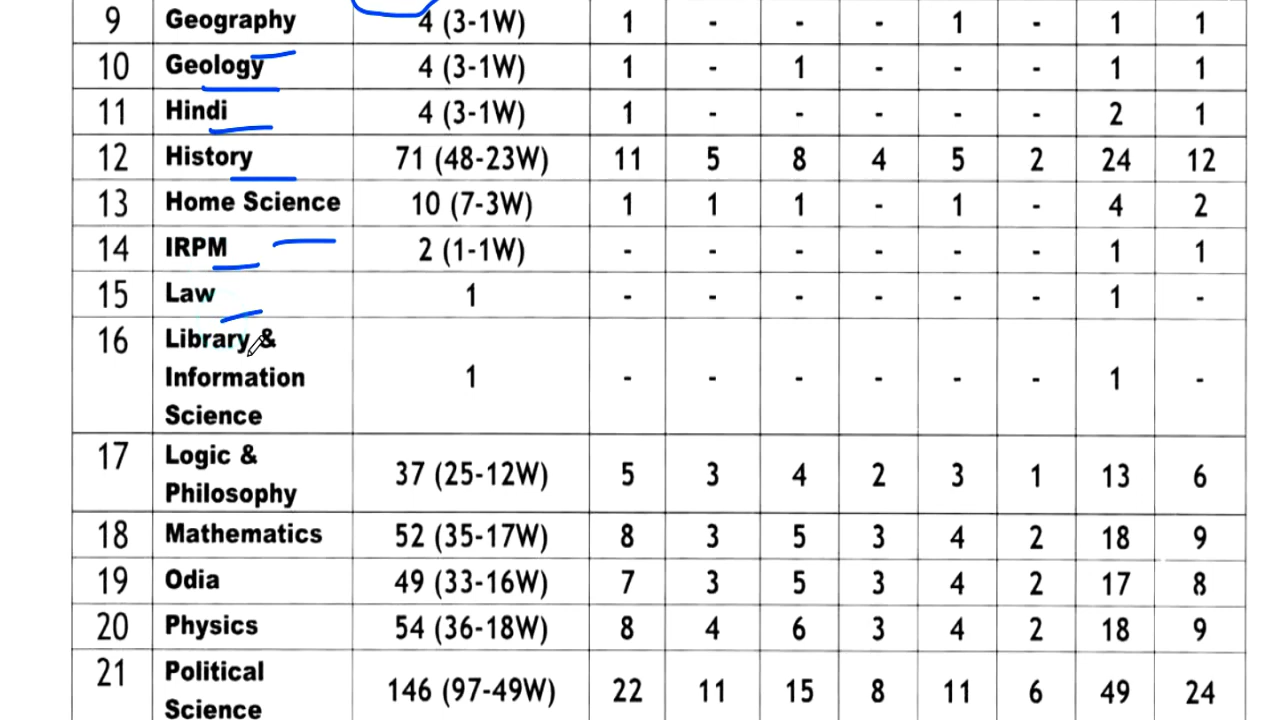 9 Geography 4 (3-1W) 1 - - - 1 - 1 1
10 Geology 4 (3-1W) 1 - 1 - - - 1 1
11 Hindi 4 (3-1W) 1 - - - - - 2 1
12 History 71 (48-23W) 11 5 8 4 5 2 24 12
13 Home Science 10 (7-3W) 1 1 1 - 1 - 4 2
14 IRPM 2 (1-1W) - - - - - - 1 1
15 Law 1 - - - - - - 1 -
16 Library &
Information 1 - - - - - - 1 -
Science
17 Logic &
37 (25-12W) 5 3 4 2 3 1 13 6
Philosophy
18 Mathematics 52 (35-17W) 8 3 5 3 4 2 18 9
19 Odia 49 (33-16W) 7 3 5 3 4 2 17 8
20 Physics 54 (36-18W) 8 4 6 3 4 2 18 9
21 Political
146 (97-49W) 22 11 15 8 11 6 49 24
Science